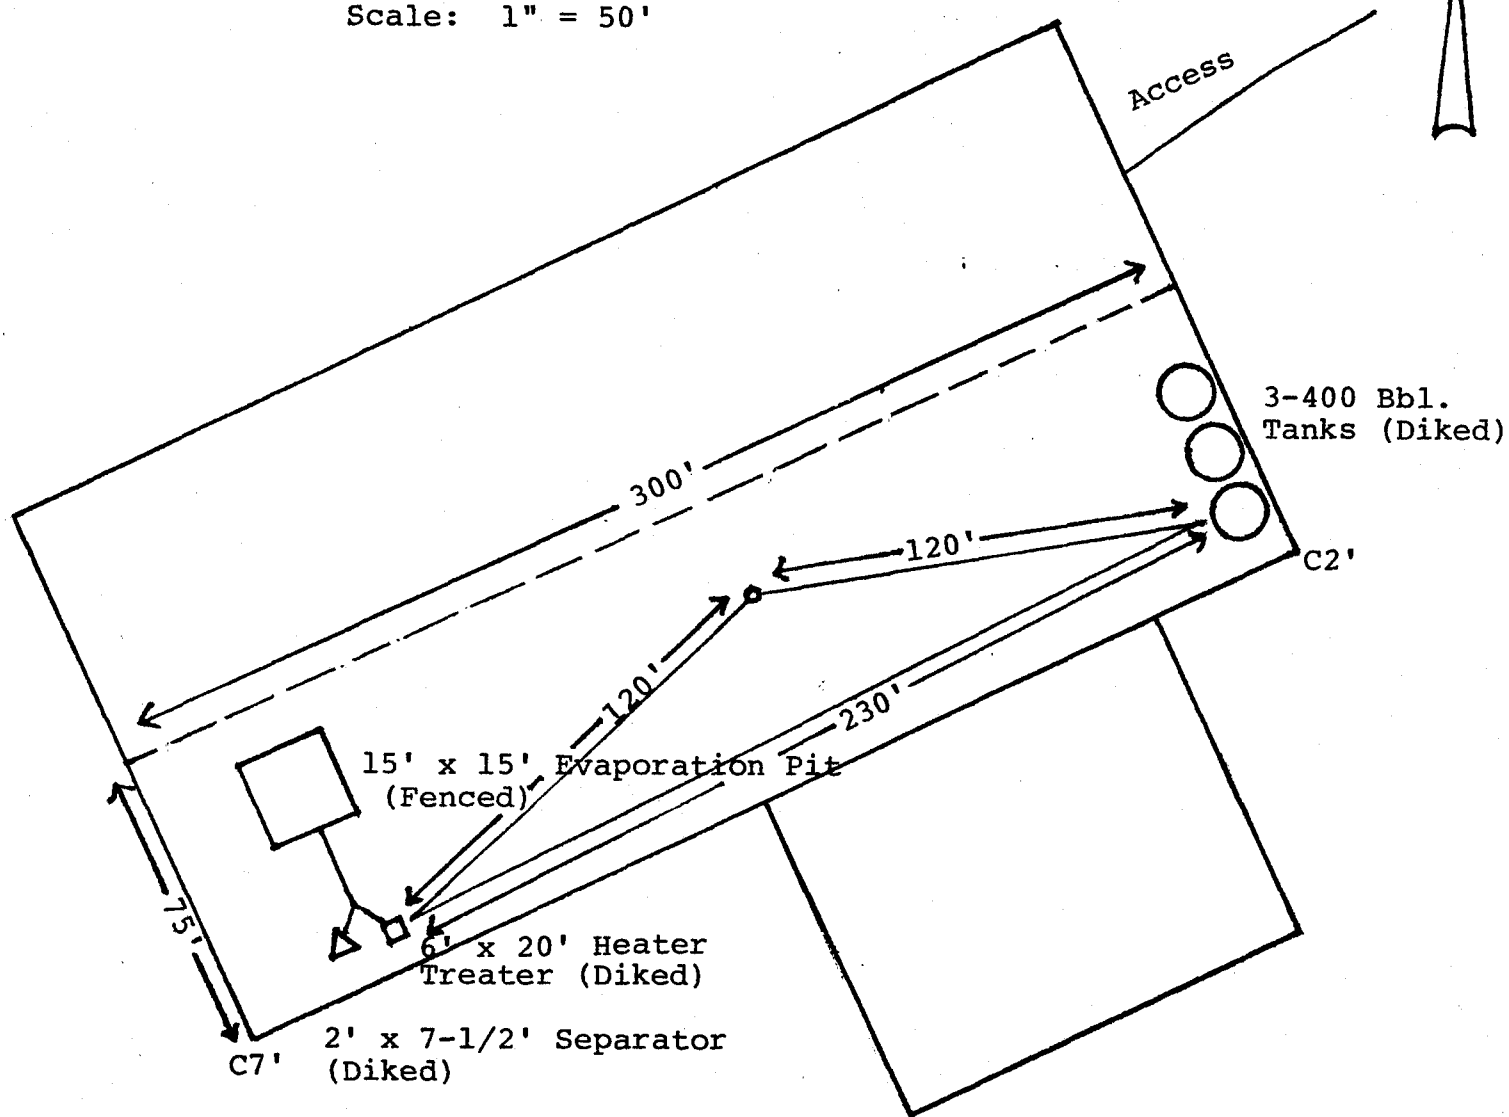 Scale: 1" = 50'
Access
3-400 Bbl.
Tanks (Diked)
300'
120'
C2'
120'
230'
15' x 15' Evaporation Pit
(Fenced)
75'
6' x 20' Heater
Treater (Diked)
2' x 7-1/2' Separator
(Diked)
C7'